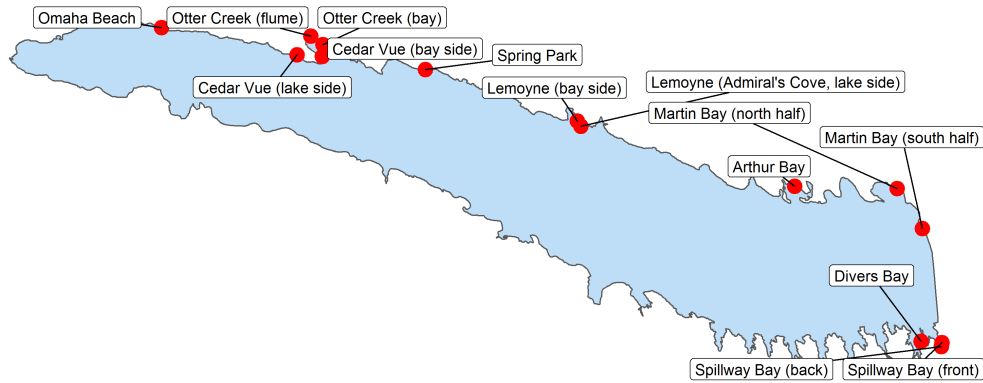 Omaha Beach
Otter Creek (flume)
Otter Creek (bay)
Cedar Vue (bay side)
Spring Park
Cedar Vue (lake side)
Lemoyne (bay side)
Lemoyne (Admiral's Cove, lake side)
Martin Bay (north half)
Martin Bay (south half)
Arthur Bay
Divers Bay
Spillway Bay (back)
Spillway Bay (front)